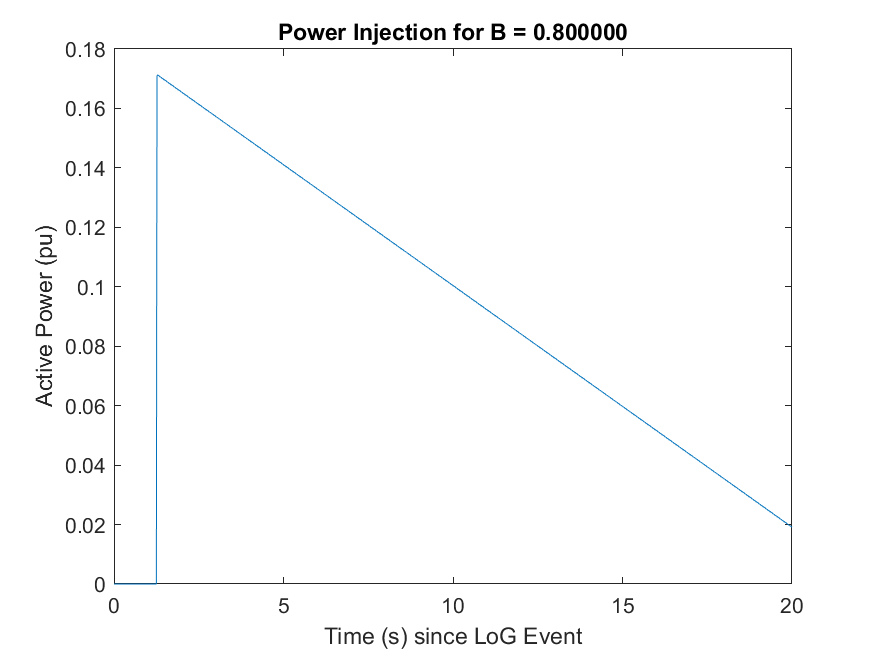 Power Injection for B = 0.800000
0.18
0.16
0.14
0.12
0.1
0.08
0.06
0.04
0.02
0
Active Power (pu)
0 5 10 15 20
Time (s) since LoG Event